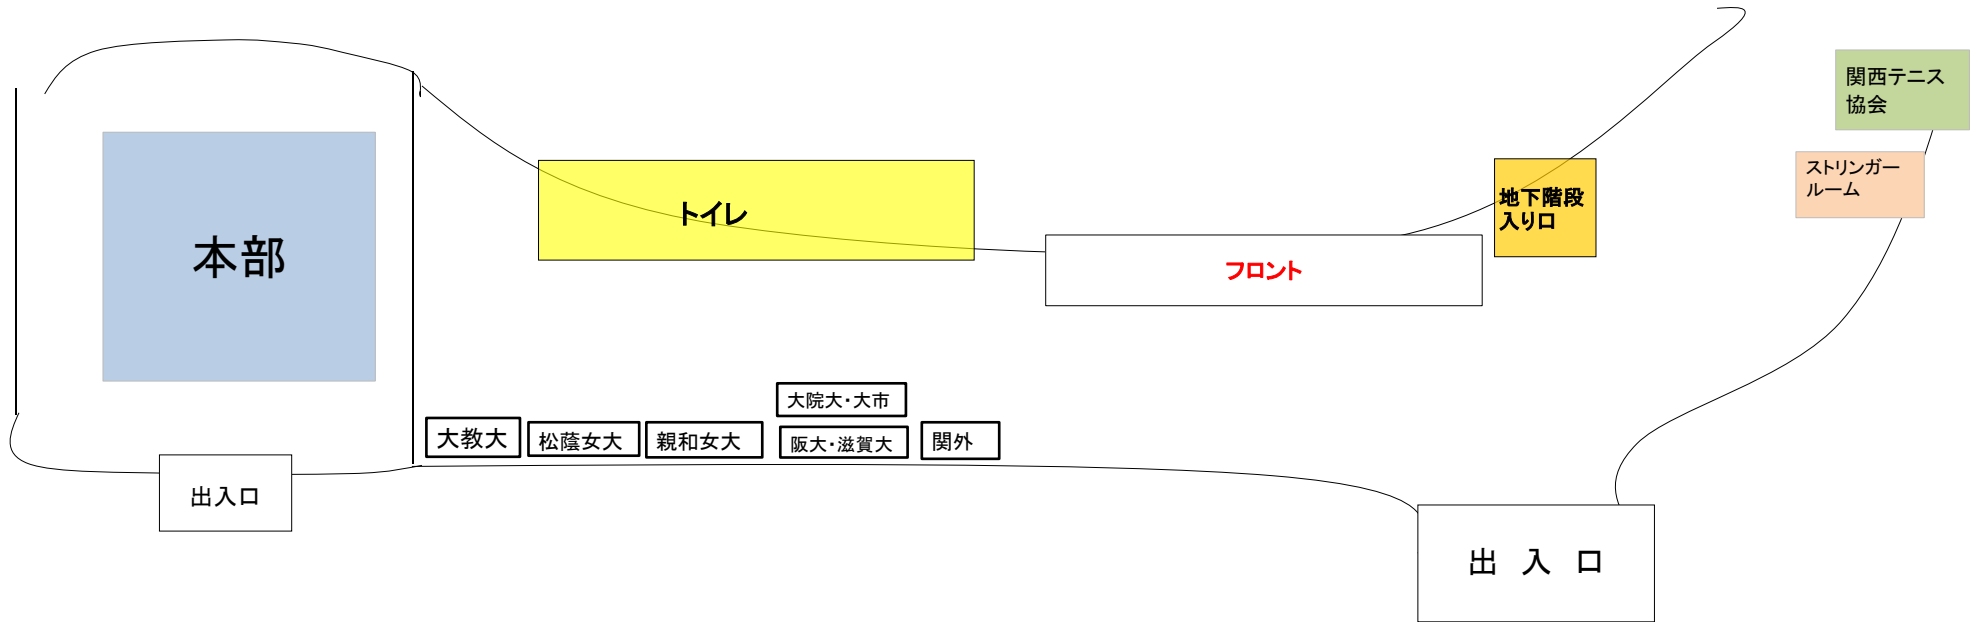 関西テニス
協会
ストリンガー
ルーム
地下階段
入り口
トイレ
本部
フロント
大院大・大市
大教大
松蔭女大
親和女大
阪大・滋賀大
関外
出入口
出　入　口